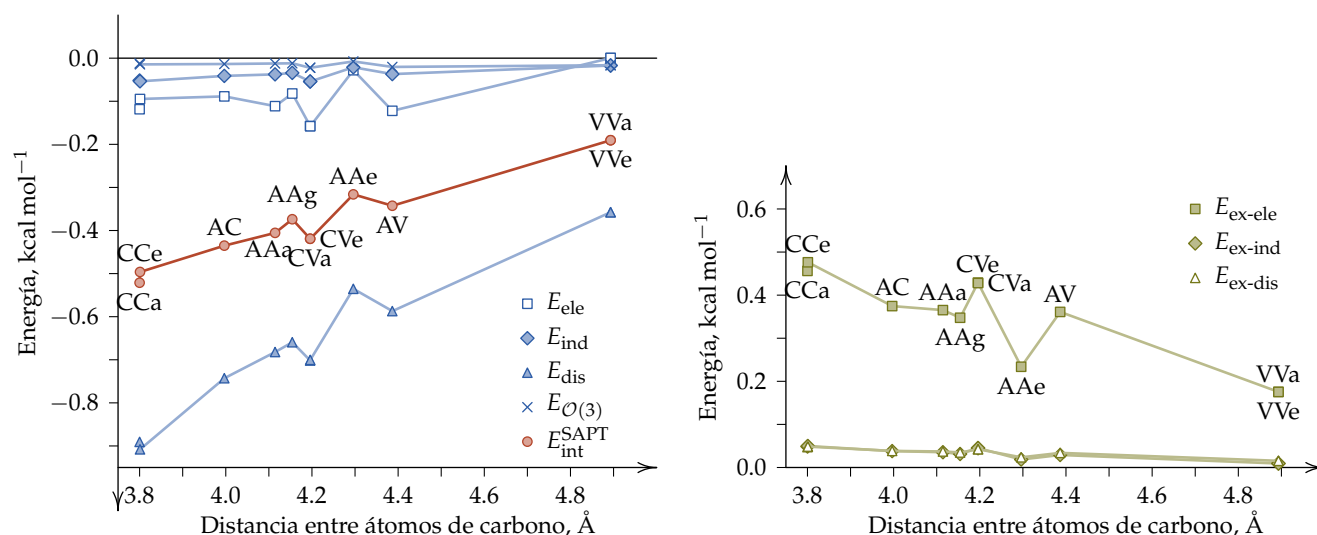 0.0
−0.2
−0.4
−0.6
−0.8
Energía, kcal mol−1
CCe
CCa
AC
AAa
AAg
CVa
CVe
AAe
AV
VVa
VVe
Eele
Eind
Edis
EO(3)
ESAPTint
3.8 4.0 4.2 4.4 4.6 4.8
Distancia entre átomos de carbono, Å
0.6
0.4
0.2
0.0
Energía, kcal mol−1
CCe
CCa
AC
AAa
AAg
CVe
CVa
AAe
AV
VVa
VVe
Eex-ele
Eex-ind
Eex-dis
3.8 4.0 4.2 4.4 4.6 4.8
Distancia entre átomos de carbono, Å